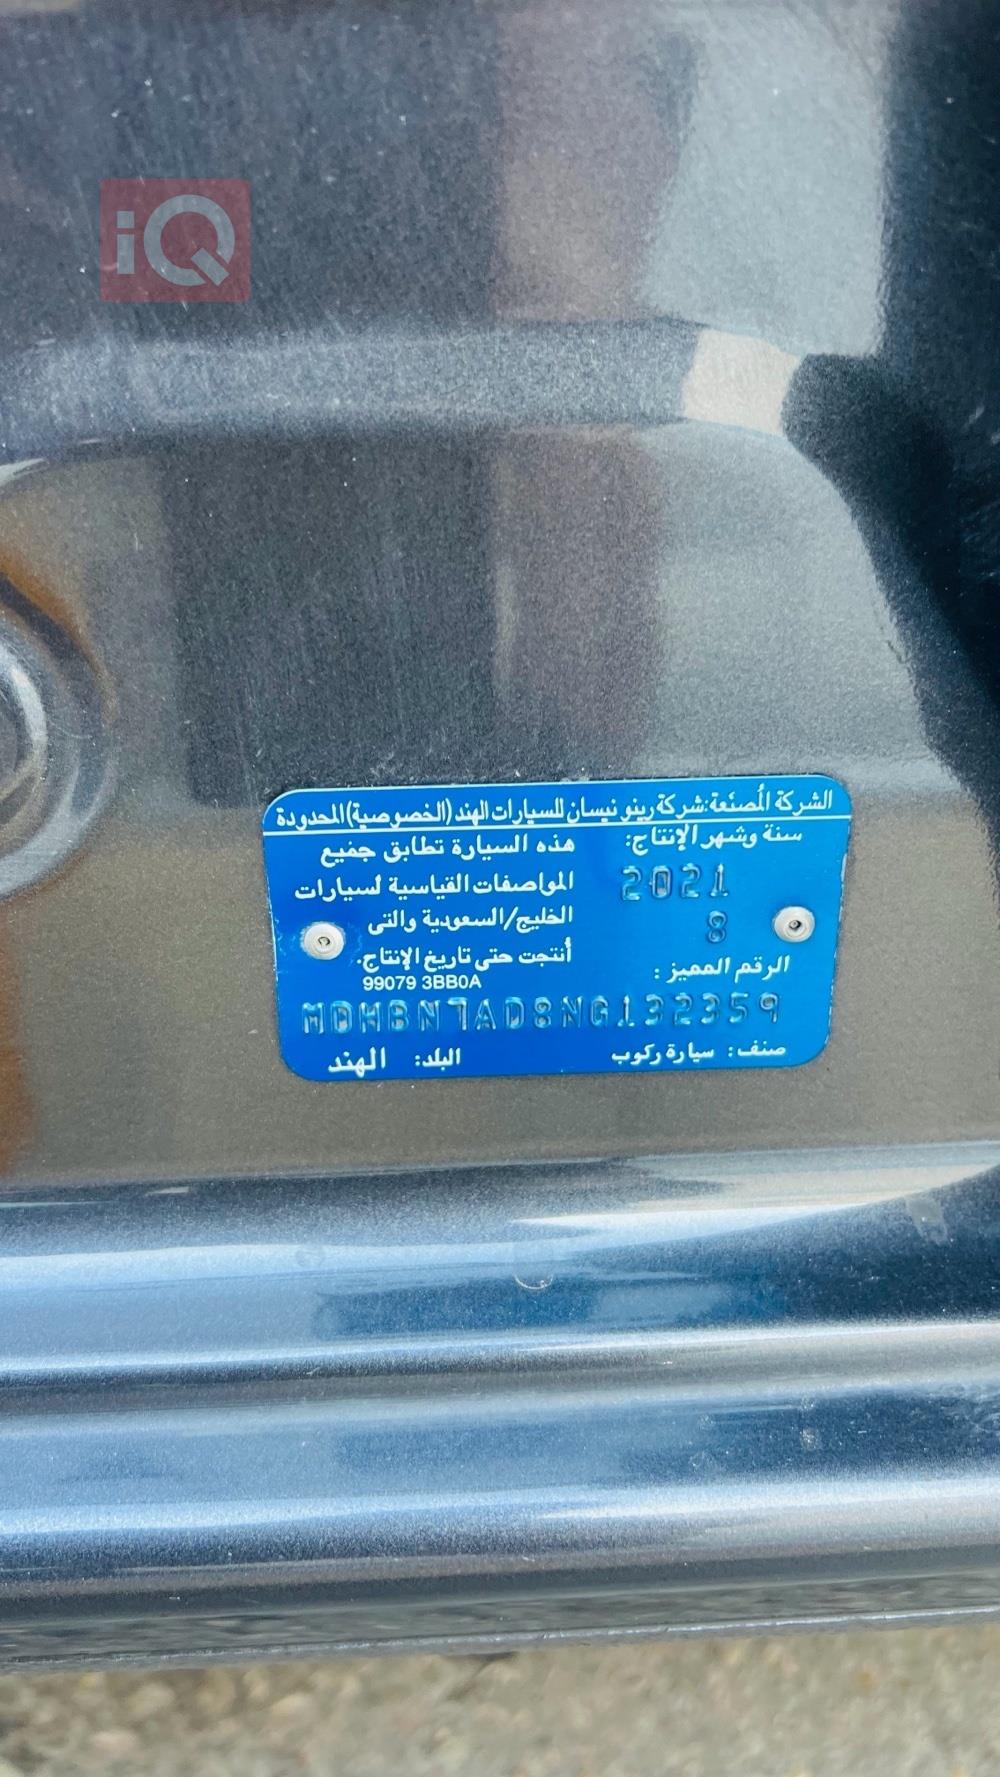 iQ
الشركة المُصنّعة:شركة رينو نيسان للسيارات الهند (الخصوصية) المحدودة
سنة وشهر الإنتاج:
2021
8
هذه السيارة تطابق جميع
المواصفات القياسية لسيارات
الخليج/السعودية والتى
أنتجت حتى تاريخ الإنتاج.
99079 3BB0A
الرقم المميز :
MDHBN7AD8NG132359
صنف: سيارة ركوب
البلد: الهند